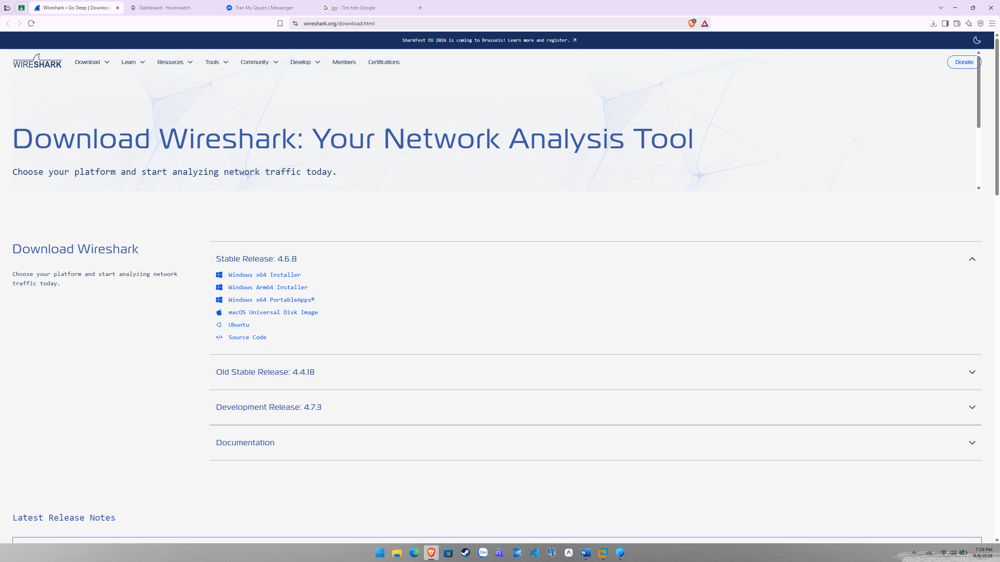 Wireshark • Go Deep | Download
Dashboard · Hoverwatch
Tran My Quyen | Messenger
gg - Tìm trên Google
wireshark.org/download.html
3
SharkFest EU 2026 is coming to Brussels! Learn more and register.
WIRESHARK
Download
Learn
Resources
Tools
Community
Develop
Members
Certifications
Donate
Download Wireshark: Your Network Analysis Tool
Choose your platform and start analyzing network traffic today.
Download Wireshark
Choose your platform and start analyzing network
traffic today.
Stable Release: 4.6.8
Windows x64 Installer
Windows Arm64 Installer
Windows x64 PortableApps®
macOS Universal Disk Image
Ubuntu
Source Code
Old Stable Release: 4.4.18
Development Release: 4.7.3
Documentation
Latest Release Notes
Zalo
VIE
7:19 PM
9/8/2026